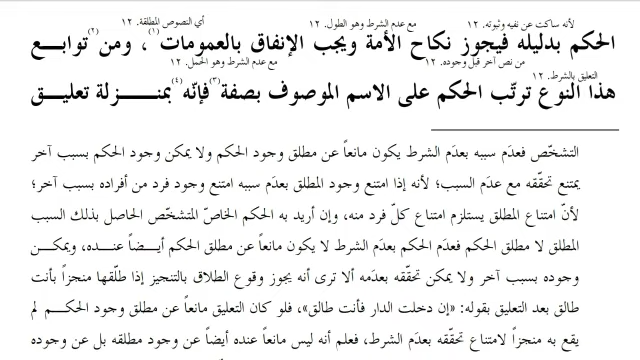 لأنه ساكت عن نفيه وثبوته. ١٢ مع عدم الشرط وهو الطول. ١٢ أي النصوص المطلقة. ١٢
الحكم بدليله فيجوز نكاح الأمة ويجب الإنفاق بالعمومات(١)، ومن(٢) توابع
التعليق بالشرط. ١٢ من نص آخر قبل وجوده. ١٢ مع عدم الشرط وهو الحمل. ١٢
هذا النوع ترتّب الحكم على الاسم الموصوف بصفة(٣) فإنّه(٤) بمنزلة تعليق
التشخّص فعدَم سببه بعدَم الشرط يكون مانعاً عن مطلق وجود الحكم ولا يمكن وجود الحكم بسبب آخر
يمتنع تحقّقه مع عدَم السبب؛ لأنه إذا امتنع وجود المطلق بعدَم سببه امتنع وجود فرد من أفراده بسبب آخر؛
لأنّ امتناع المطلق يستلزم امتناع كلّ فرد منه، وإن أريد به الحكم الخاصّ المتشخّص الحاصل بذلك السبب
المطلق لا مطلق الحكم فعدَم الحكم بعدَم الشرط لا يكون مانعاً عن مطلق الحكم أيضاً عنده، ويمكن
وجوده بسبب آخر ولا يمكن تحقّقه بعدَمه ألا ترى أنه يجوز وقوع الطلاق بالتنجيز إذا طلّقها منجزاً بأنت
طالق بعد التعليق بقوله: «إن دخلت الدار فأنت طالق»، فلو كان التعليق مانعاً عن مطلق وجود الحكم لم
يقع به منجزاً لامتناع تحقّقه بعدَم الشرط، فعلم أنه ليس مانعاً عنده أيضاً عن وجود مطلقه بل عن وجوده